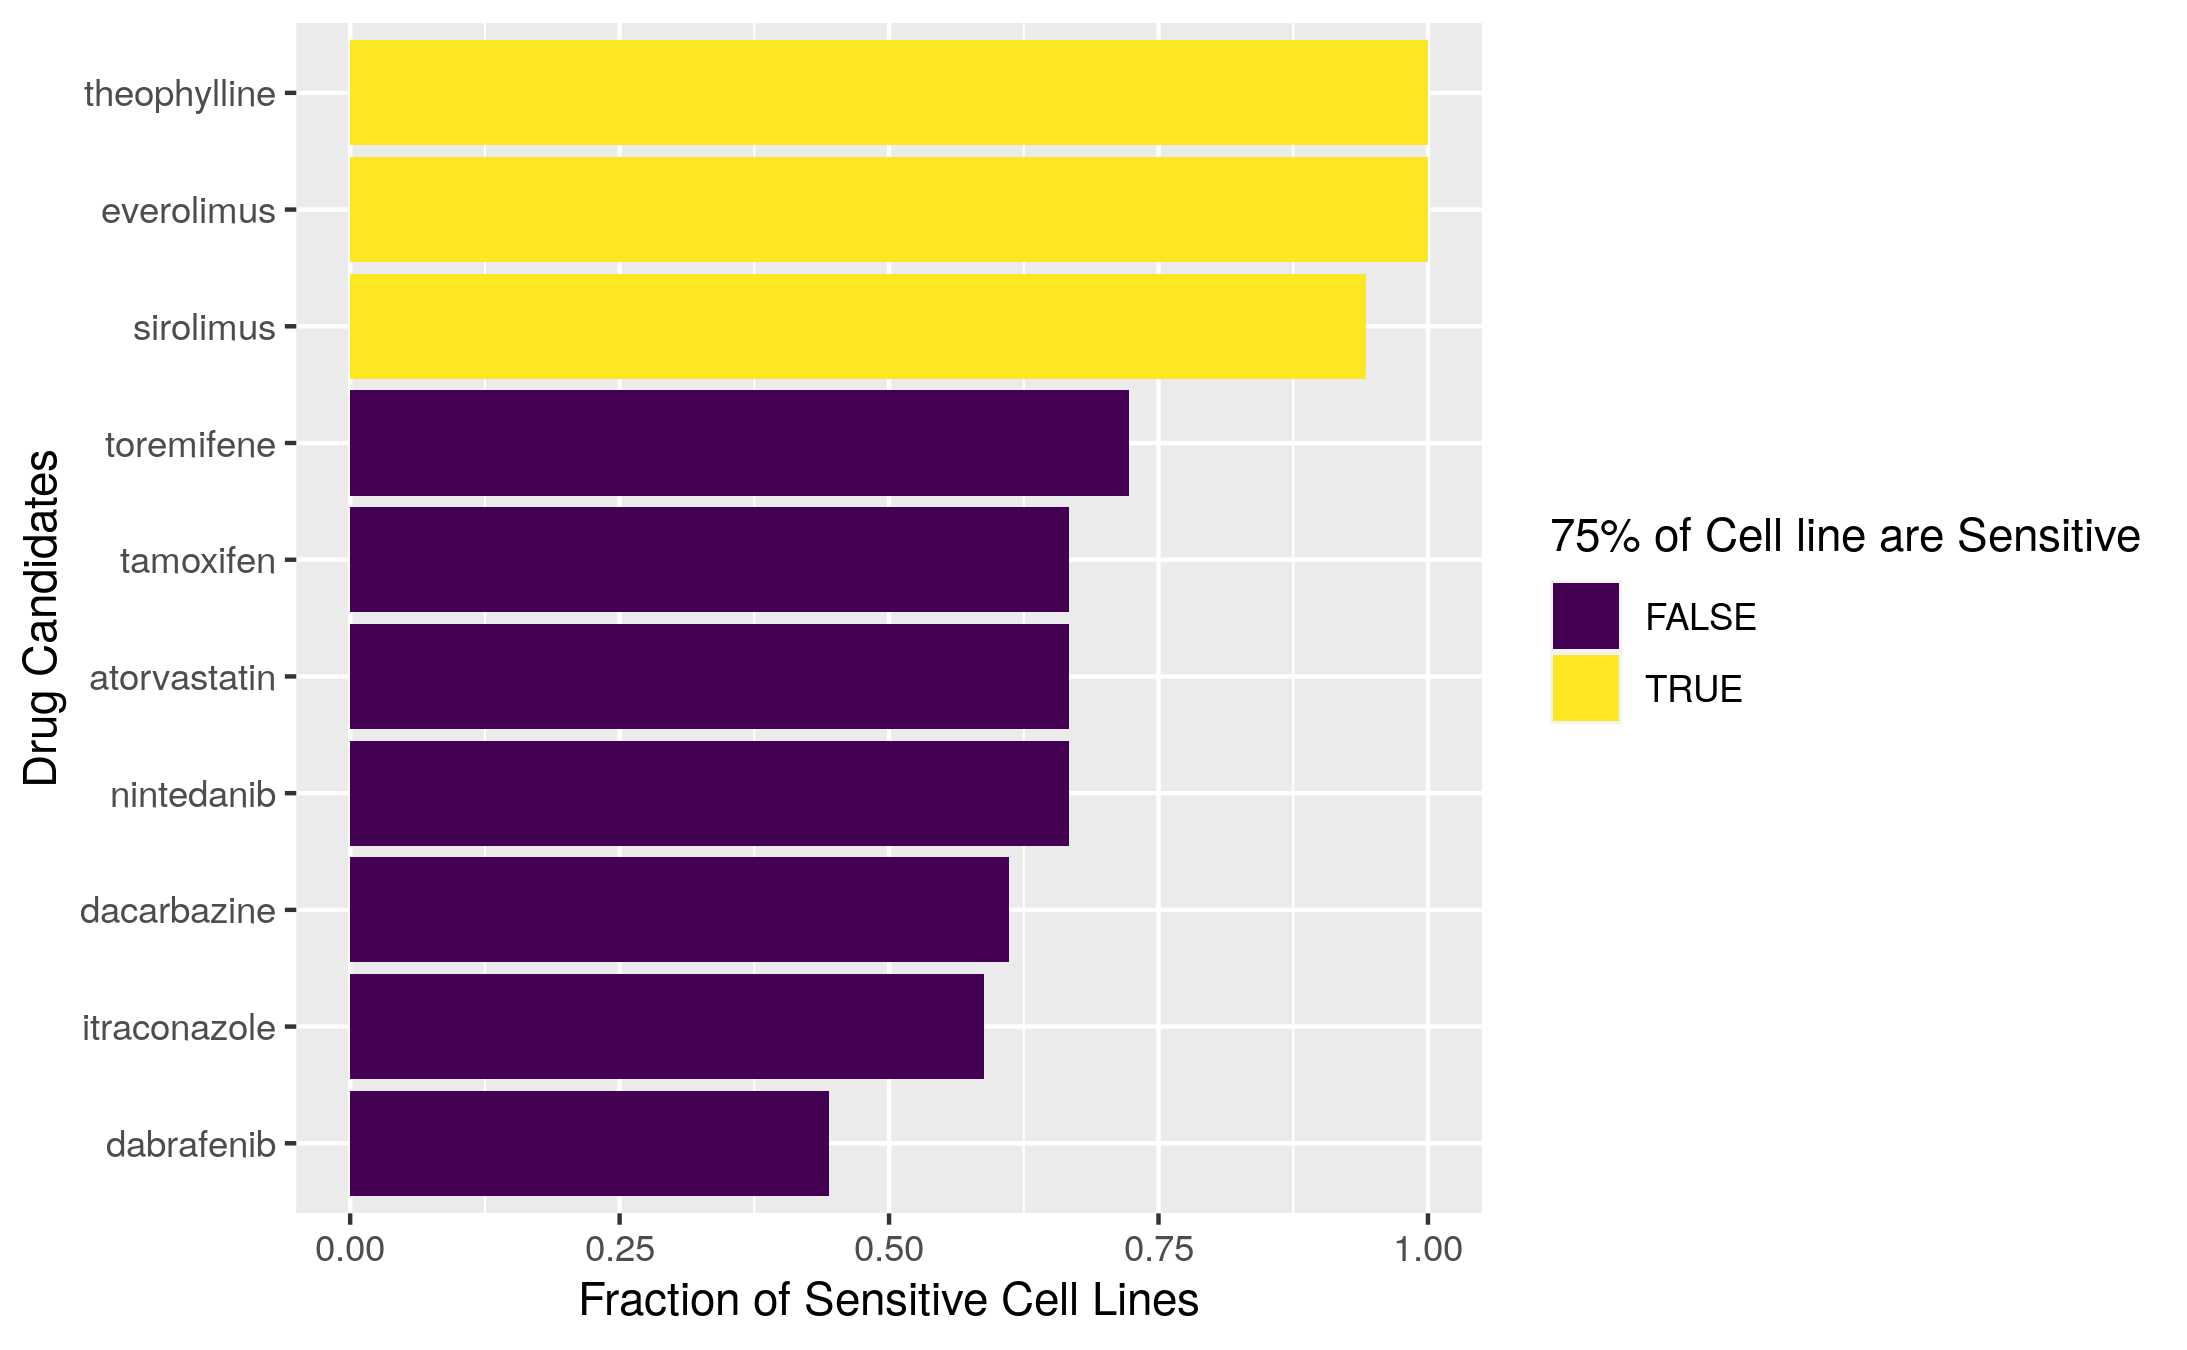 theophylline
everolimus
sirolimus
toremifene
tamoxifen
atorvastatin
nintedanib
dacarbazine
itraconazole
dabrafenib
Drug Candidates
0.00 0.25 0.50 0.75 1.00
Fraction of Sensitive Cell Lines
75% of Cell line are Sensitive
FALSE
TRUE